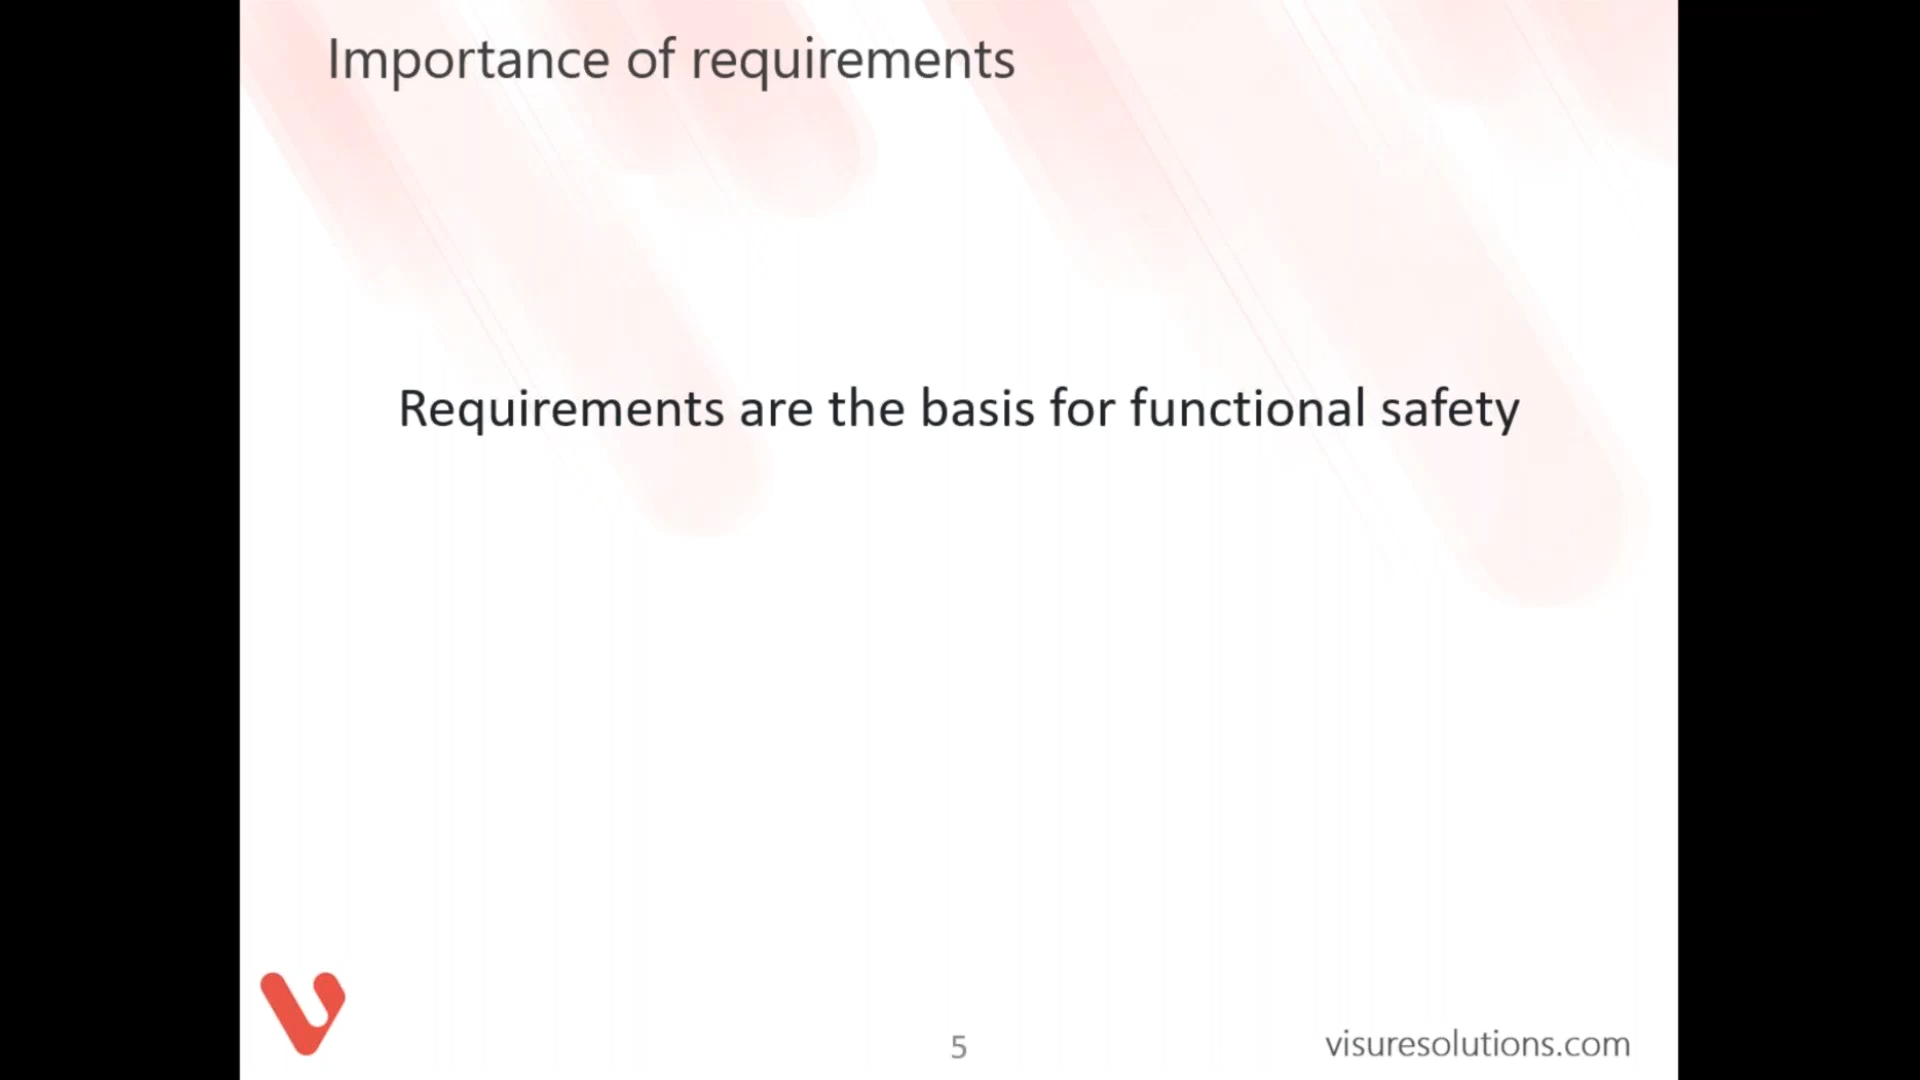 Importance of requirements
Requirements are the basis for functional safety
5
visuresolutions.com